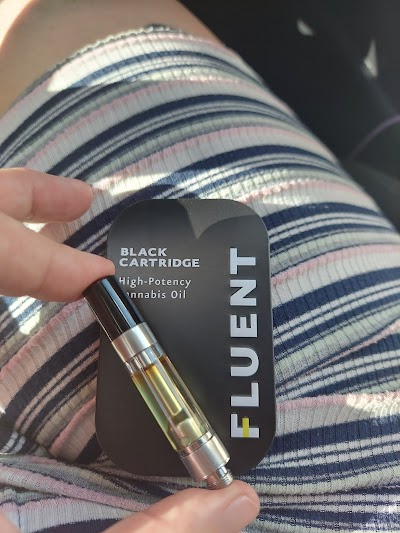 BLACK
CARTRIDGE
High-Potency
annabis Oil
FLUENT